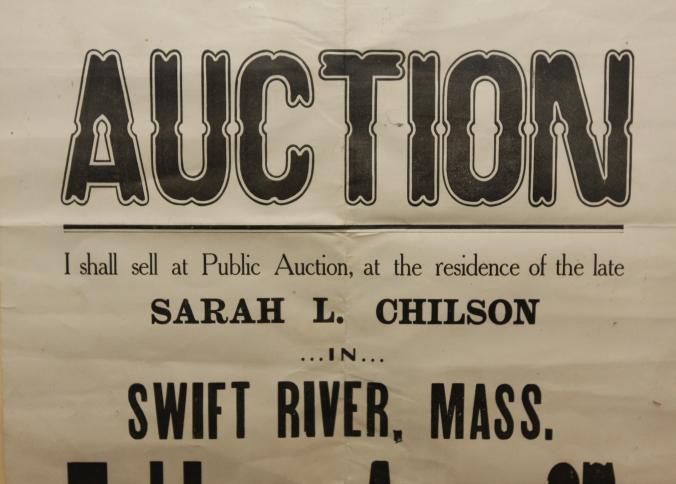 AUCTION
I shall sell at Public Auction, at the residence of the late
SARAH L. CHILSON
...IN...
SWIFT RIVER, MASS.